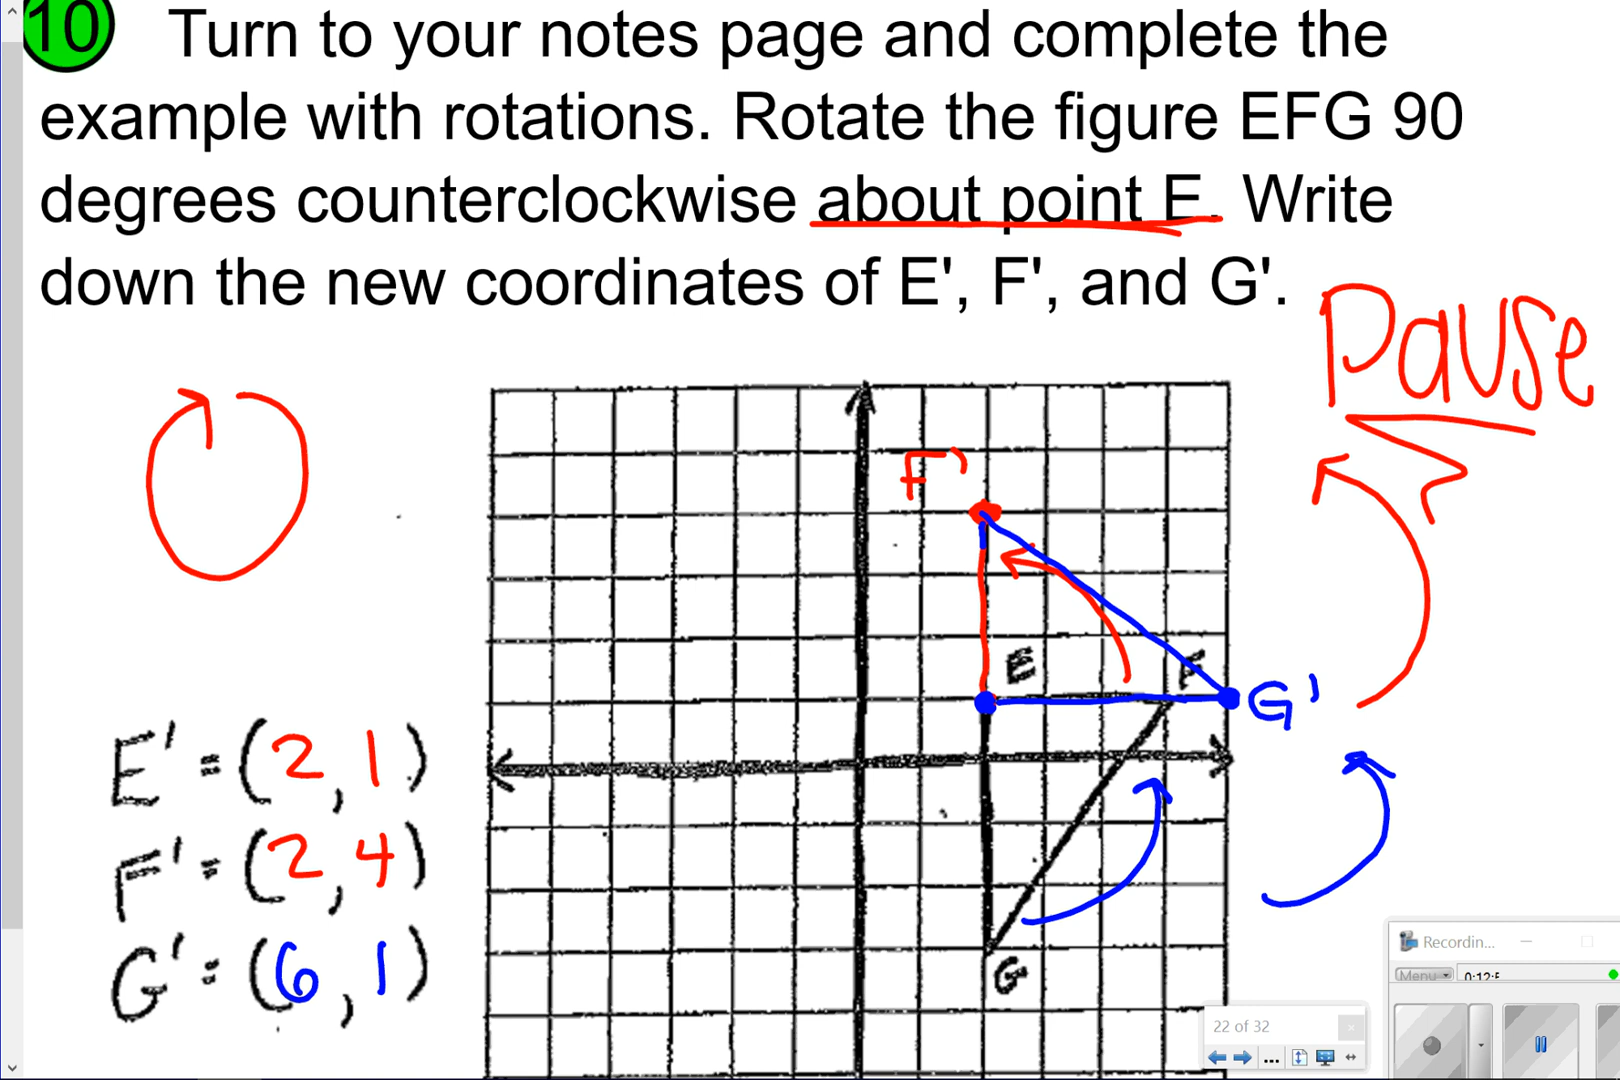 10 Turn to your notes page and complete the
example with rotations. Rotate the figure EFG 90
degrees counterclockwise about point E. Write
down the new coordinates of E', F', and G'.
Pause
F'
E
F
G'
E' = (2, 1)
F' = (2, 4)
G' = (6, 1)
G
Recordin...
Menu
22 of 32